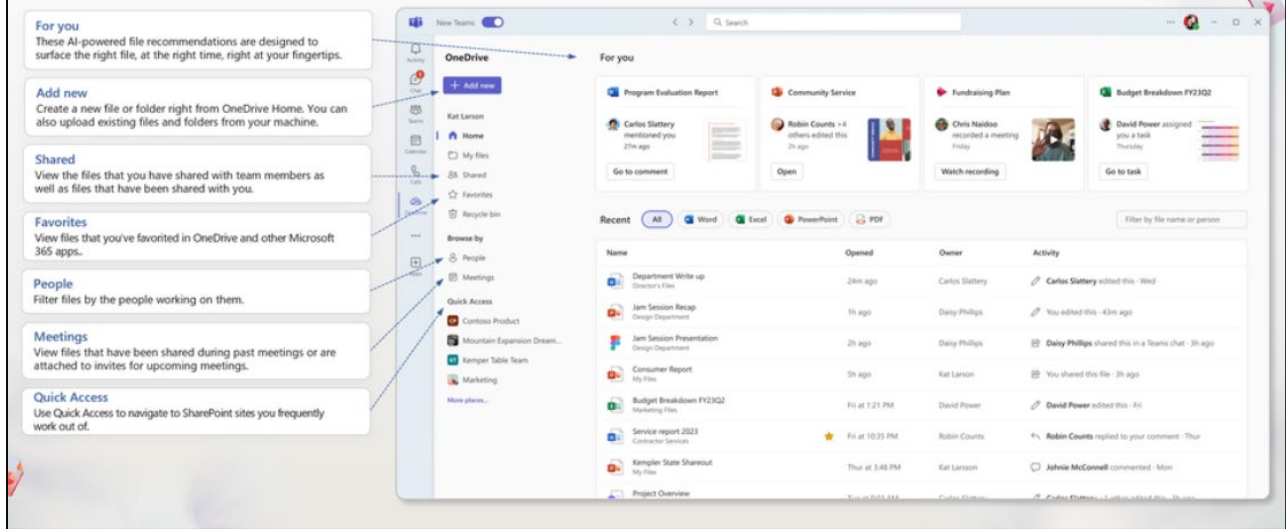 For you
These AI-powered file recommendations are designed to
surface the right file, at the right time, right at your fingertips.
Add new
Create a new file or folder right from OneDrive Home. You can
also upload existing files and folders from your machine.
Shared
View the files that you have shared with team members as
well as files that have been shared with you.
Favorites
View files that you've favorited in OneDrive and other Microsoft
365 apps..
People
Filter files by the people working on them.
Meetings
View files that have been shared during past meetings or are
attached to invites for upcoming meetings.
Quick Access
Use Quick Access to navigate to SharePoint sites you frequently
work out of.
New Teams
Search
Activity
Chat
Teams
Calendar
Calls
OneDrive
Apps
OneDrive
Add new
Kat Larson
Home
My files
Shared
Favorites
Recycle bin
Browse by
People
Meetings
Quick Access
CP Contoso Product
Mountain Expansion Dream...
KT Kemper Table Team
Marketing
More places...
For you
Program Evaluation Report
Carlos Slattery
mentioned you
27m ago
Go to comment
Community Service
Robin Counts +4
others edited this
2h ago
Open
Fundraising Plan
Chris Naidoo
recorded a meeting
Friday
Watch recording
Budget Breakdown FY23Q2
David Power assigned
you a task
Thursday
Go to task
Recent All Word Excel PowerPoint PDF Filter by file name or person
Name Opened Owner Activity
Department Write up 24m ago Carlos Slattery Carlos Slattery edited this · Wed
Director's Files
Jam Session Recap 1h ago Daisy Phillips You edited this · 43m ago
Design Department
Jam Session Presentation 2h ago Daisy Phillips Daisy Phillips shared this in a Teams chat · 3h ago
Design Department
Consumer Report 5h ago Kat Larson You shared this file · 3h ago
My Files
Budget Breakdown FY23Q2 Fri at 1:21 PM David Power David Power edited this · Fri
Marketing Files
Service report 2023 Fri at 10:35 PM Robin Counts Robin Counts replied to your comment · Thur
Contractor Services
Kempler State Shareout Thur at 3:48 PM Kat Larsson Johnie McConnell commented · Mon
My Files
Project Overview